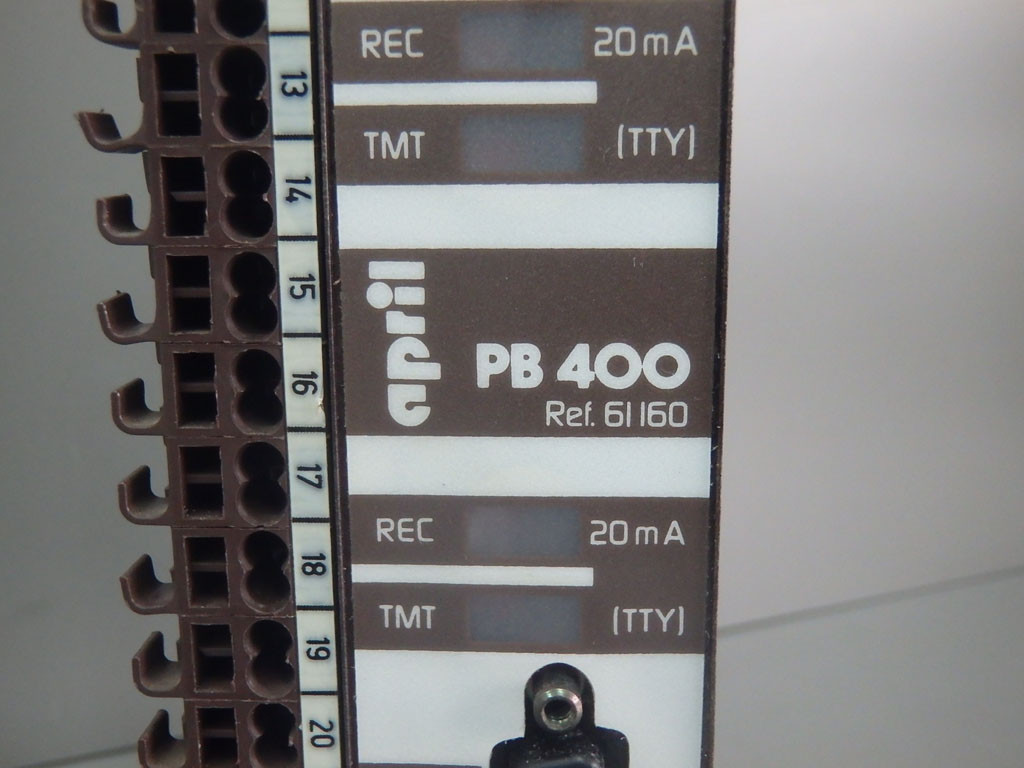 13
14
15
16
17
18
19
20
REC 20mA
TMT (TTY)
april
PB 400
Ref. 61160
REC 20mA
TMT (TTY)